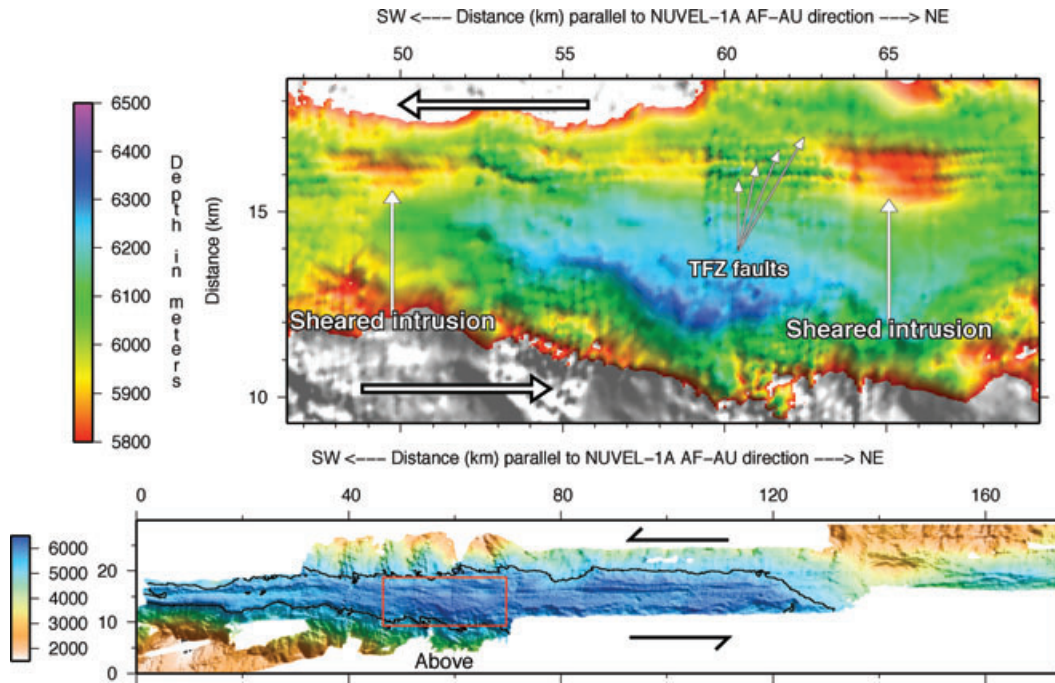 SW <--- Distance (km) parallel to NUVEL-1A AF-AU direction ---> NE
50 55 60 65
6500
6400
6300
6200
6100
6000
5900
5800
Depth in meters
Distance (km)
15
10
TFZ faults
Sheared intrusion
Sheared intrusion
SW <--- Distance (km) parallel to NUVEL-1A AF-AU direction ---> NE
0 40 80 120 160
6000
5000
4000
3000
2000
20
10
0
Above